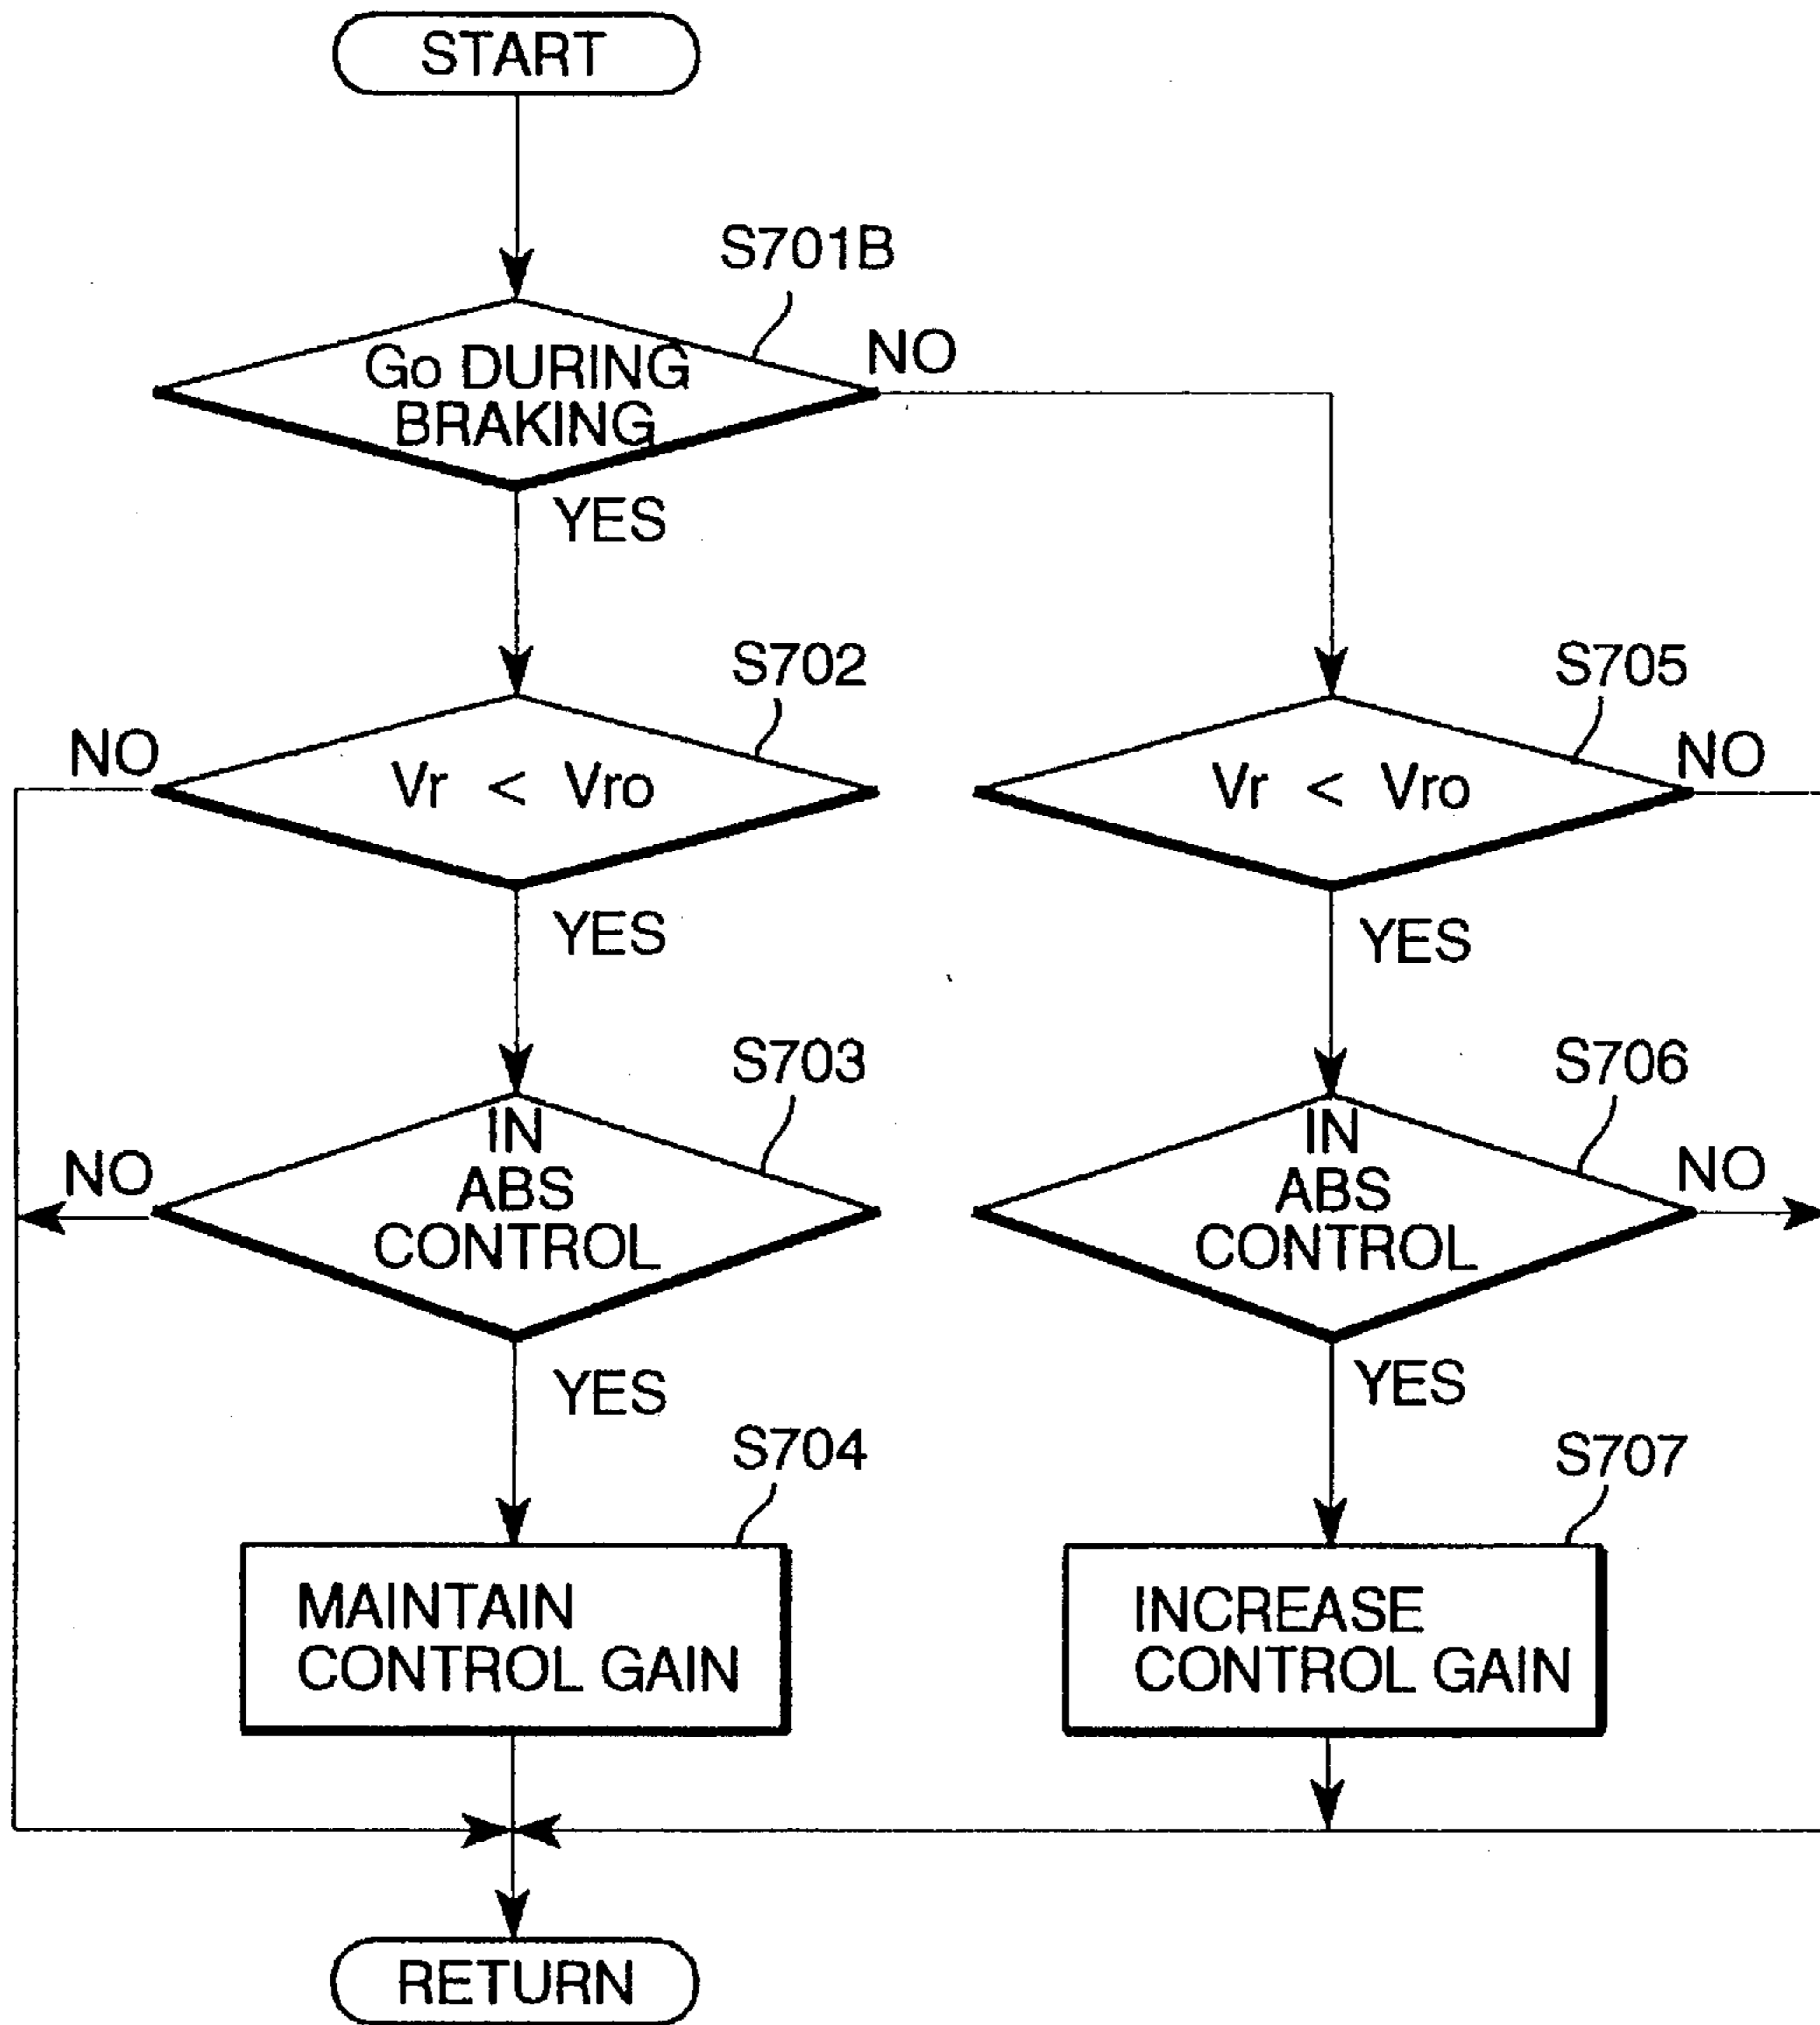 START
S701B
Go DURING
BRAKING
NO
YES
S702
NO
Vr < Vro
YES
S705
Vr < Vro
NO
YES
S703
NO
IN
ABS
CONTROL
YES
S706
IN
ABS
CONTROL
NO
YES
S704
MAINTAIN
CONTROL GAIN
S707
INCREASE
CONTROL GAIN
RETURN